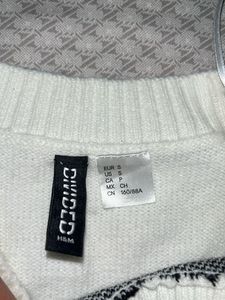 DIVIDED
H&M
EUR S
US S
CA P
MX CH
CN 160/88A